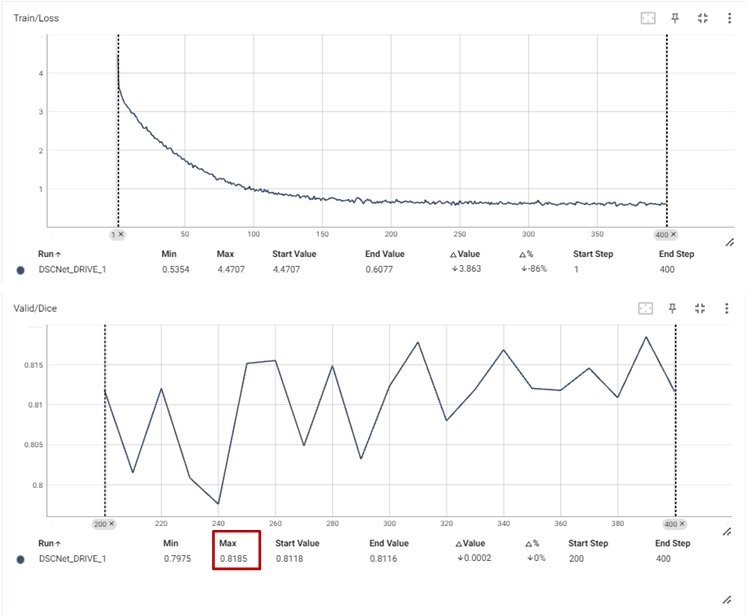 Train/Loss
4
3
2
1
1 × 50 100 150 200 250 300 350 400 ×
Run↑ Min Max Start Value End Value △Value △% Start Step End Step
DSCNet_DRIVE_1 0.5354 4.4707 4.4707 0.6077 ↓3.863 ↓-86% 1 400
Valid/Dice
0.815
0.81
0.805
0.8
200 × 220 240 260 280 300 320 340 360 380 400 ×
Run↑ Min Max Start Value End Value △Value △% Start Step End Step
DSCNet_DRIVE_1 0.7975 0.8185 0.8118 0.8116 ↓0.0002 ↓0% 200 400